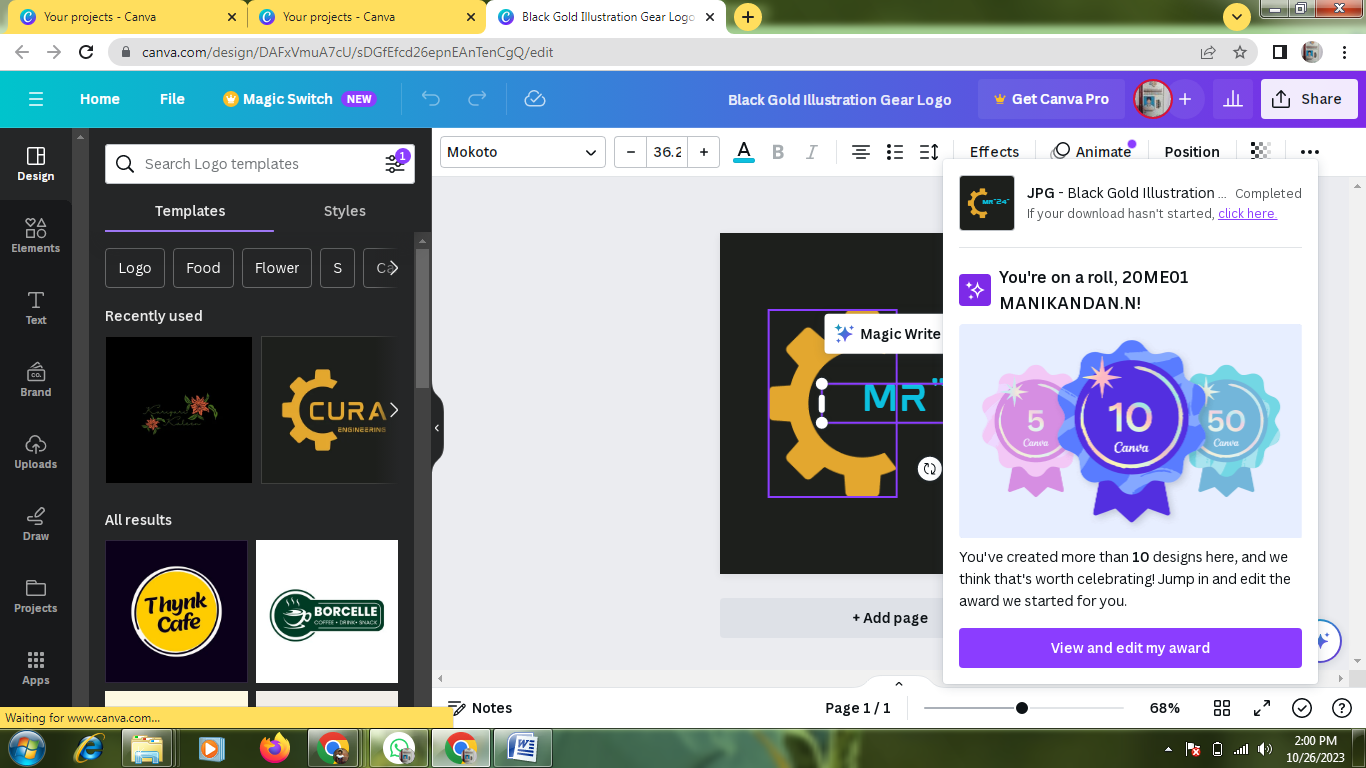 Your projects - Canva
Your projects - Canva
Black Gold Illustration Gear Logo
canva.com/design/DAFxVmuA7cU/sDGfEfcd26epnEAnTenCgQ/edit
Home
File
Magic Switch
NEW
Black Gold Illustration Gear Logo
Get Canva Pro
Share
Design
Elements
Text
Brand
Uploads
Draw
Projects
Apps
Search Logo templates
1
Templates
Styles
Logo
Food
Flower
S
Ca
Recently used
CURA
ENGINEERING
All results
Thynk
Cafe
BORCELLE
COFFEE • DRINK • SNACK
Mokoto
− 36.2 +
A
B
I
Effects
Animate
Position
Magic Write
MR"
+ Add page
JPG - Black Gold Illustration ...
Completed
MR"24"
If your download hasn't started, click here.
You're on a roll, 20ME01
MANIKANDAN.N!
5
Canva
10
Canva
50
Canva
You've created more than 10 designs here, and we
think that's worth celebrating! Jump in and edit the
award we started for you.
View and edit my award
Waiting for www.canva.com...
Notes
Page 1 / 1
68%
2:00 PM
10/26/2023